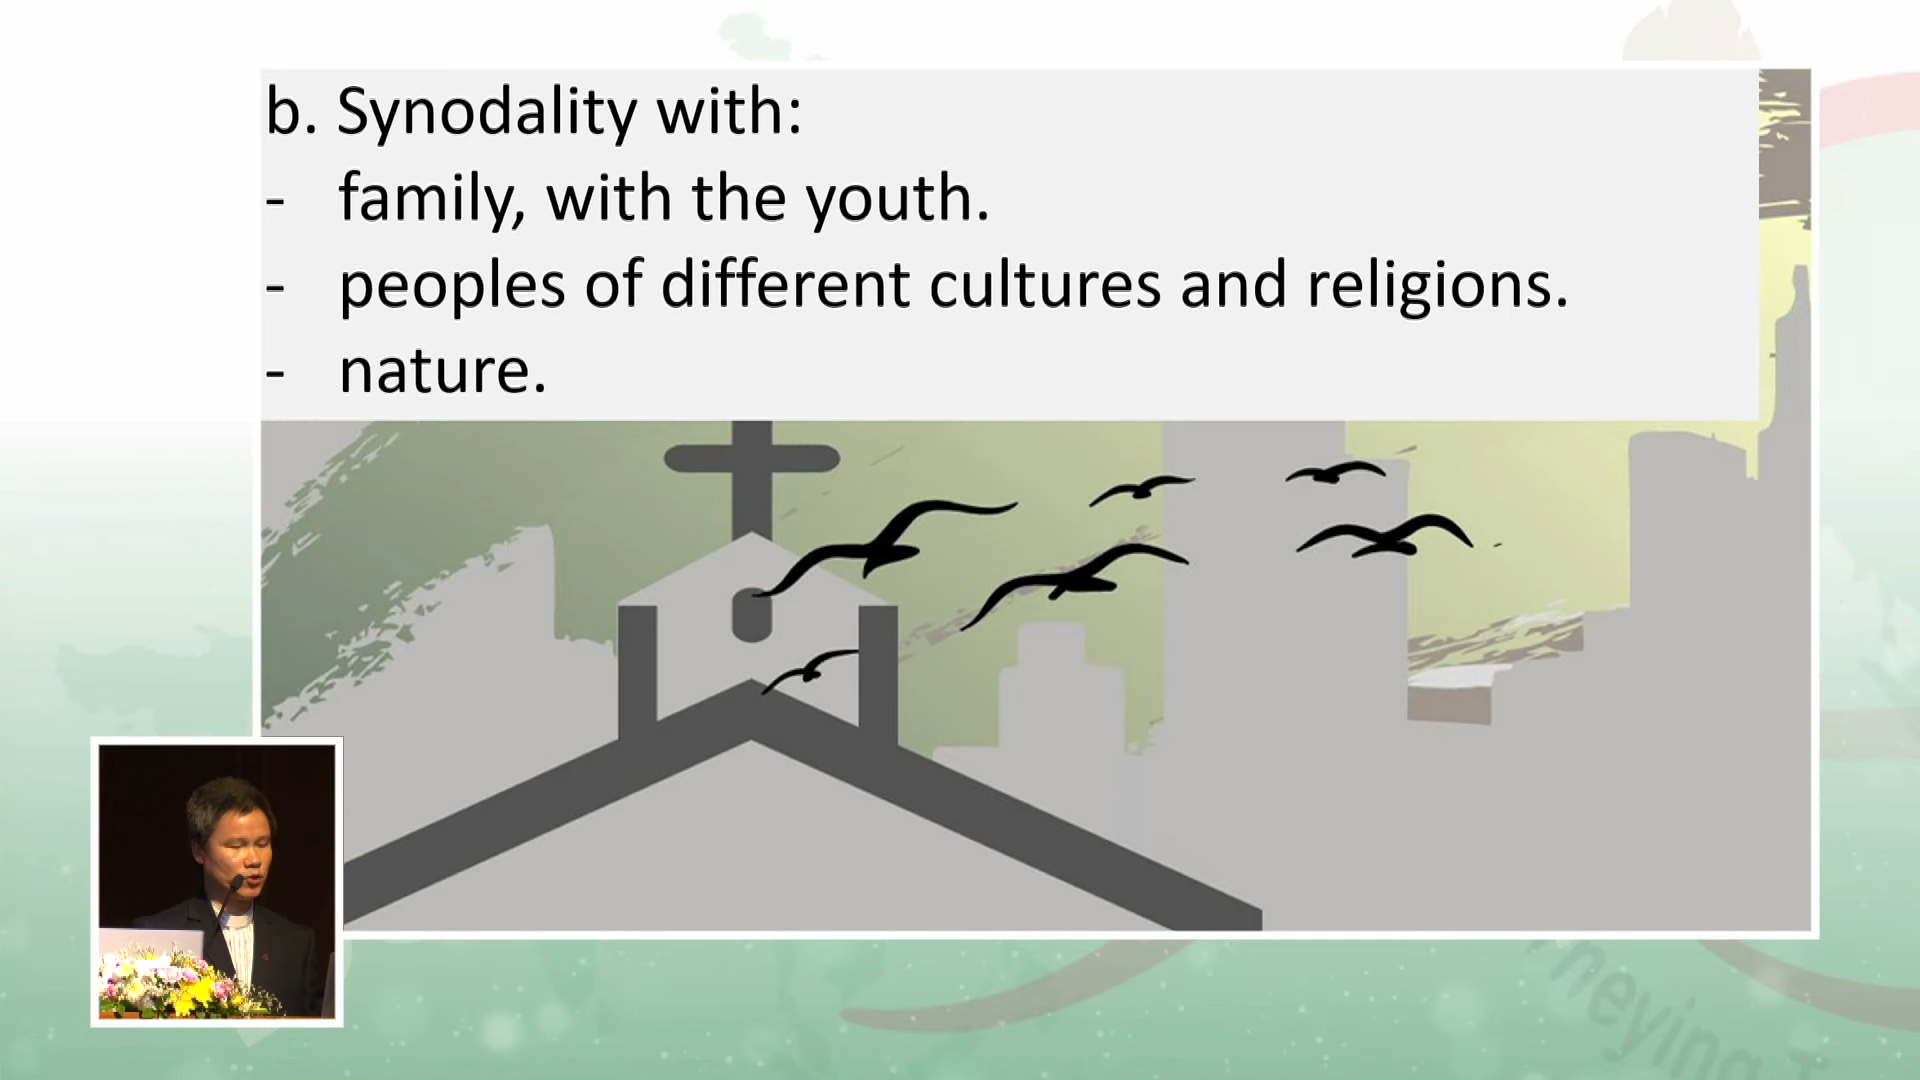 b. Synodality with:
- family, with the youth.
- peoples of different cultures and religions.
- nature.